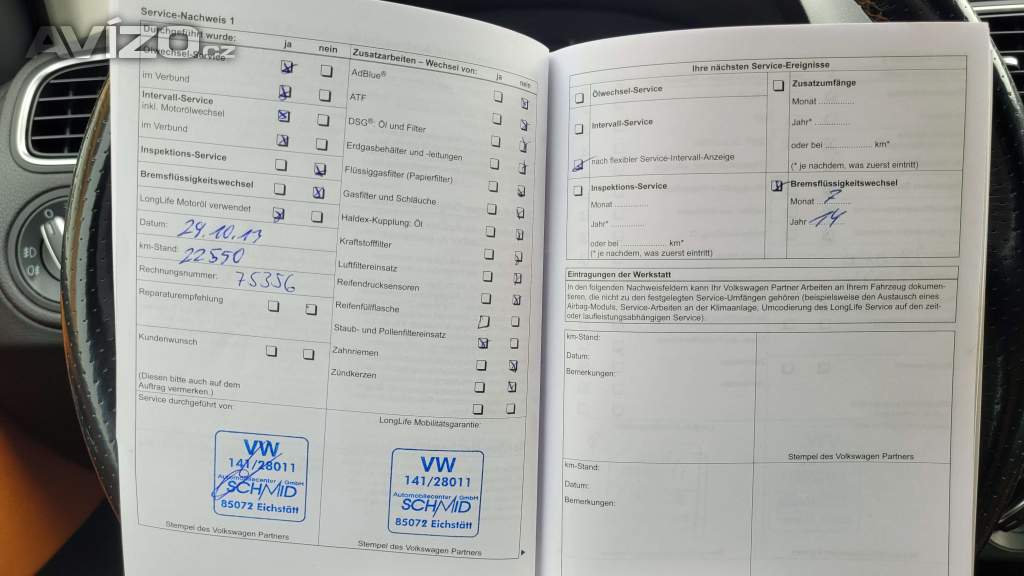 AVÍZO.cz
Service-Nachweis 1
Durchgeführt wurde:
ja
nein
Ölwechsel-Service
im Verbund
Intervall-Service
inkl. Motorölwechsel
im Verbund
Inspektions-Service
Bremsflüssigkeitswechsel
LongLife Motoröl verwendet
Datum: 29.10.13
km-Stand: 22590
Rechnungsnummer: 75356
Reparaturempfehlung
Kundenwunsch
(Diesen bitte auch auf dem
Auftrag vermerken.)
Service durchgeführt von:
VW
141/28011
Automobilecenter GmbH
SCHMID
85072 Eichstätt
Stempel des Volkswagen Partners
Zusatzarbeiten – Wechsel von:
ja
nein
AdBlue®
ATF
DSG®: Öl und Filter
Erdgasbehälter und -leitungen
Flüssiggasfilter (Papierfilter)
Gasfilter und Schläuche
Haldex-Kupplung: Öl
Kraftstofffilter
Luftfiltereinsatz
Reifendrucksensoren
Reifenfüllflasche
Staub- und Pollenfiltereinsatz
Zahnriemen
Zündkerzen
LongLife Mobilitätsgarantie:
VW
141/28011
Automobilecenter GmbH
SCHMID
85072 Eichstätt
Stempel des Volkswagen Partners
Ihre nächsten Service-Ereignisse
Ölwechsel-Service
Intervall-Service
nach flexibler Service-Intervall-Anzeige
Zusatzumfänge
Monat ...............
Jahr* ...............
oder bei .................... km*
(* je nachdem, was zuerst eintritt)
Inspektions-Service
Monat ...............
Jahr* ...............
oder bei .................... km*
(* je nachdem, was zuerst eintritt)
Bremsflüssigkeitswechsel
Monat 7
Jahr 14
Eintragungen der Werkstatt
In den folgenden Nachweisfeldern kann Ihr Volkswagen Partner Arbeiten an Ihrem Fahrzeug dokumen-
tieren, die nicht zu den festgelegten Service-Umfängen gehören (beispielsweise den Austausch eines
Airbag-Moduls, Service-Arbeiten an der Klimaanlage, Umcodierung des LongLife Service auf den zeit-
oder laufleistungsabhängigen Service).
km-Stand:
Datum:
Bemerkungen:
Stempel des Volkswagen Partners
km-Stand:
Datum:
Bemerkungen: